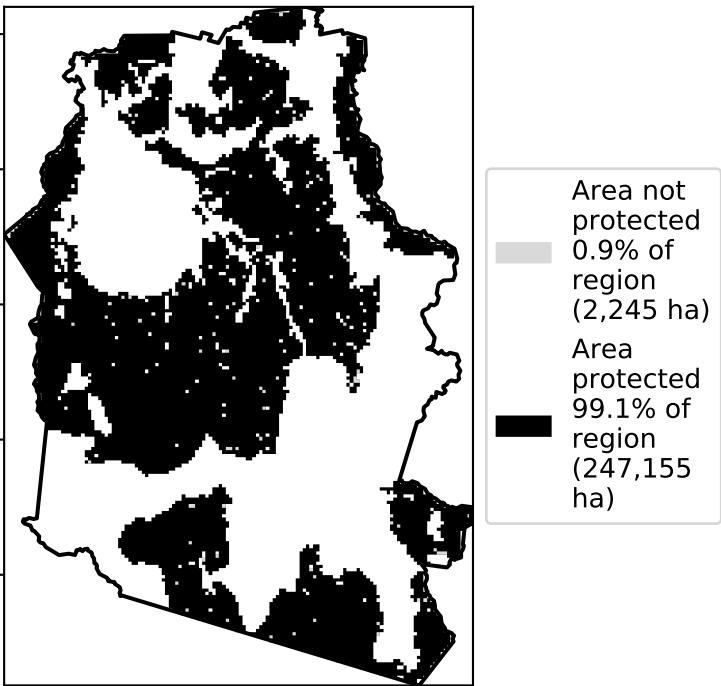 Area not
protected
0.9% of
region
(2,245 ha)
Area
protected
99.1% of
region
(247,155
ha)